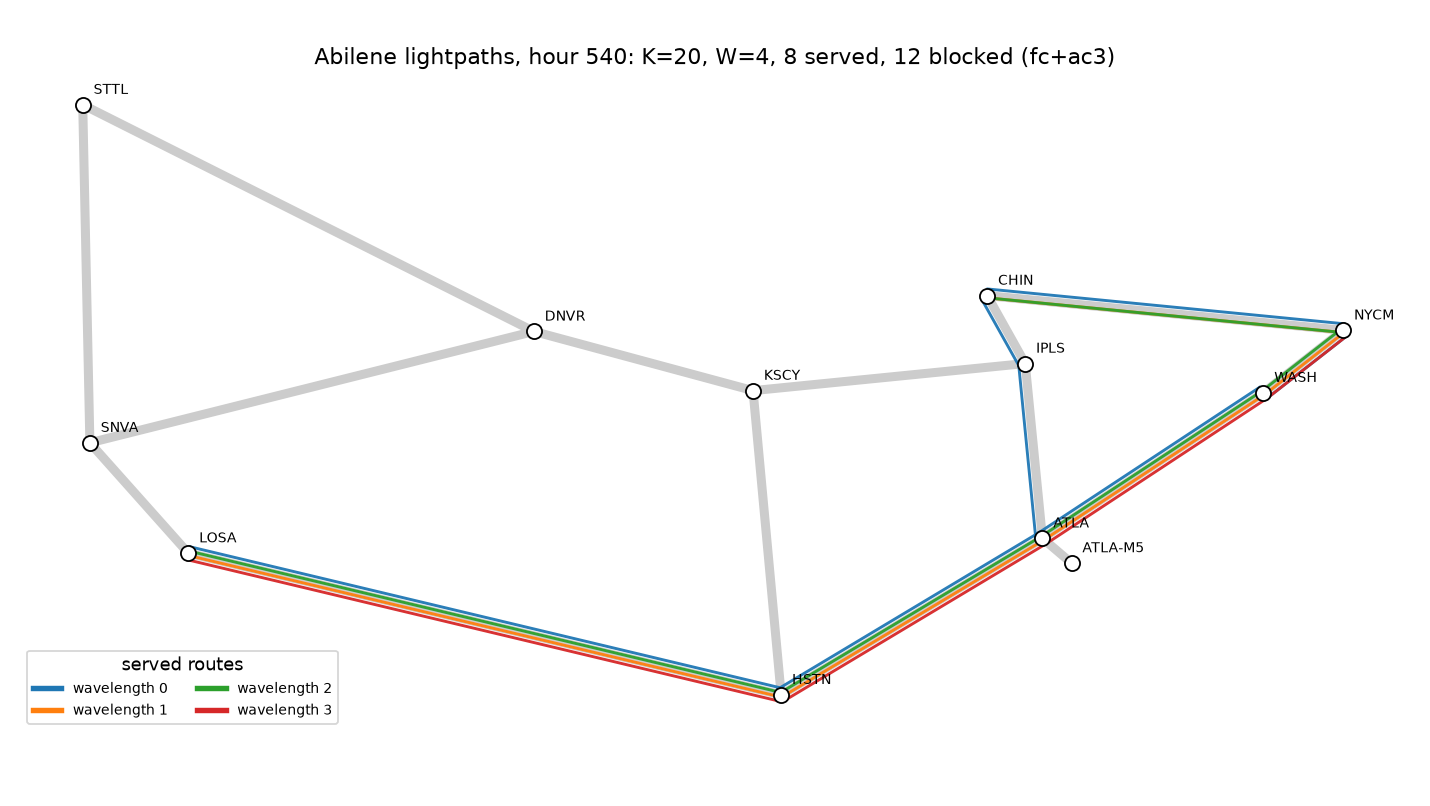 Abilene lightpaths, hour 540: K=20, W=4, 8 served, 12 blocked (fc+ac3)
STTL
CHIN
DNVR
NYCM
IPLS
KSCY
WASH
SNVA
ATLA
LOSA
ATLA-M5
HSTN
served routes
wavelength 0
wavelength 2
wavelength 1
wavelength 3